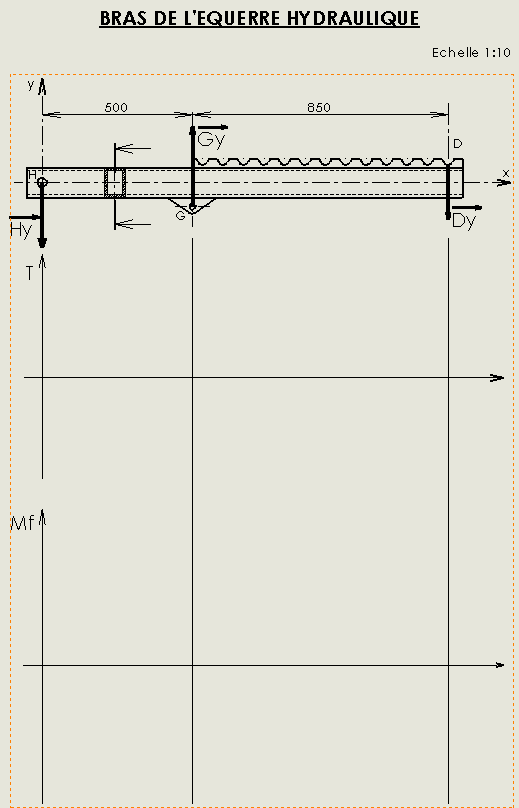 BRAS DE L'EQUERRE HYDRAULIQUE
Echelle 1:10
y
500
850
Gy
D
H
x
G
Hy
Dy
T
Mf